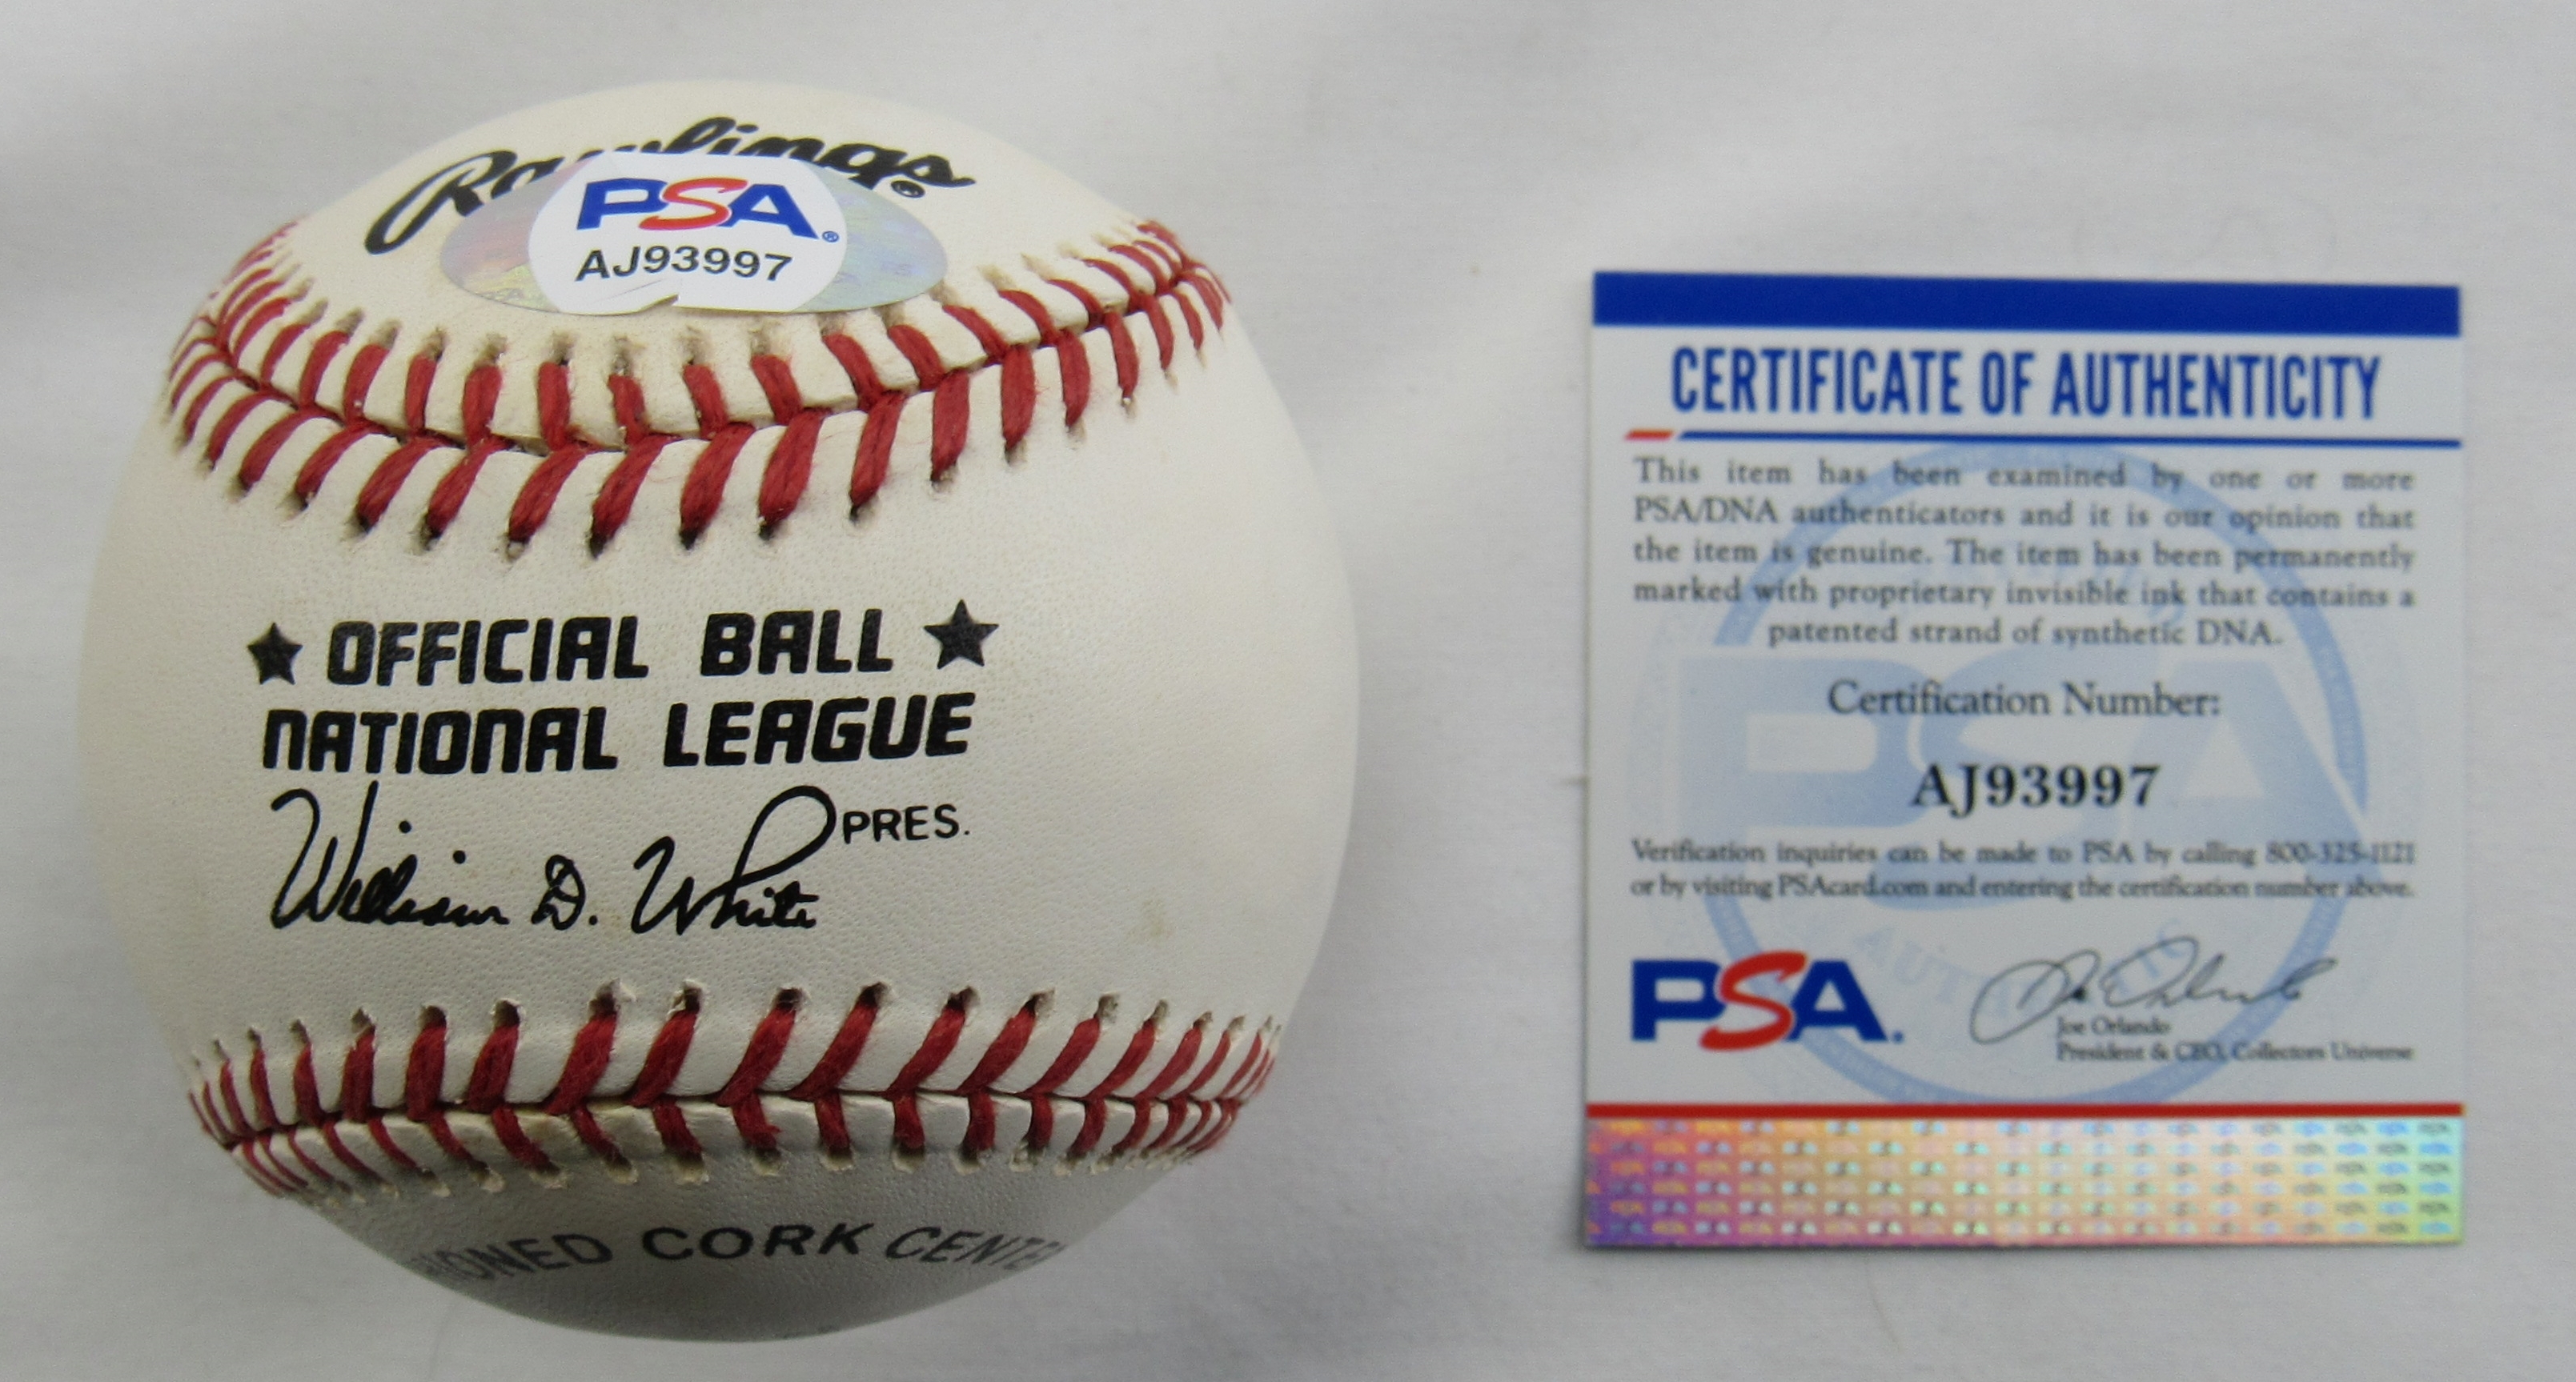 Rawlings
PSA®
AJ93997
★ OFFICIAL BALL ★
NATIONAL LEAGUE
William D. White PRES.
CORK CENTE
CERTIFICATE OF AUTHENTICITY
This item has been examined by one or more
PSA/DNA authenticators and it is our opinion that
the item is genuine. The item has been permanently
marked with proprietary invisible ink that contains a
patented strand of synthetic DNA.
Certification Number:
AJ93997
Verification inquiries can be made to PSA by calling 800-325-1121
or by visiting PSAcard.com and entering the certification number above.
PSA
Joe Orlando
President & CEO, Collectors Universe